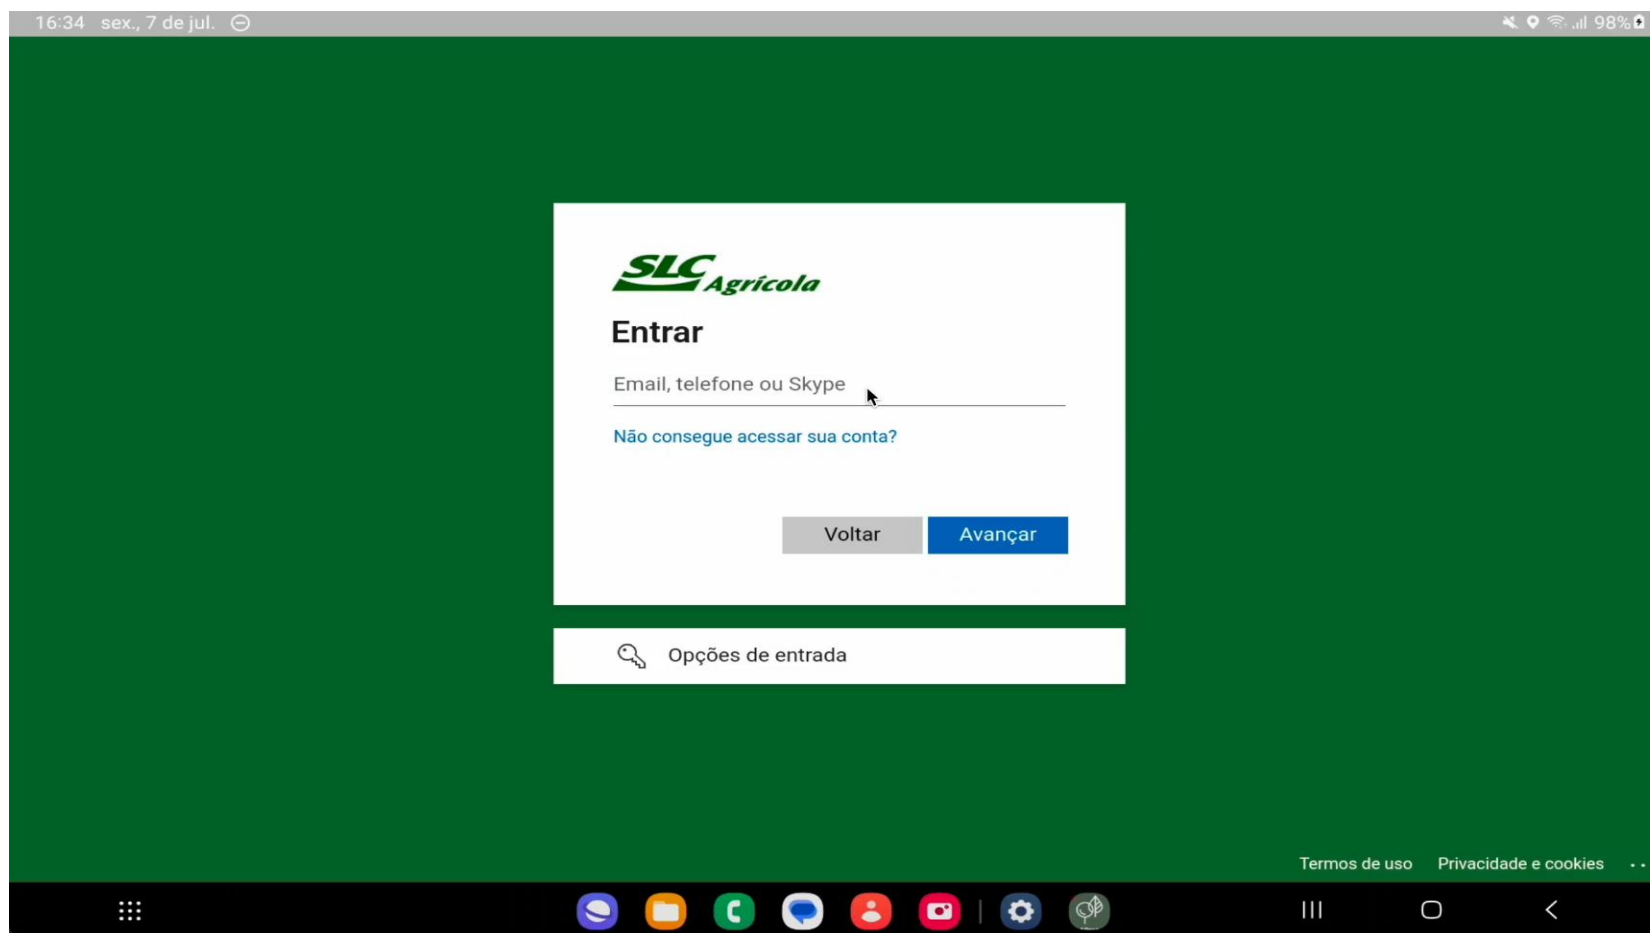 16:34 sex., 7 de jul. 98%
SLC Agrícola
Entrar
Email, telefone ou Skype
Não consegue acessar sua conta?
Voltar Avançar
Opções de entrada
Termos de uso Privacidade e cookies